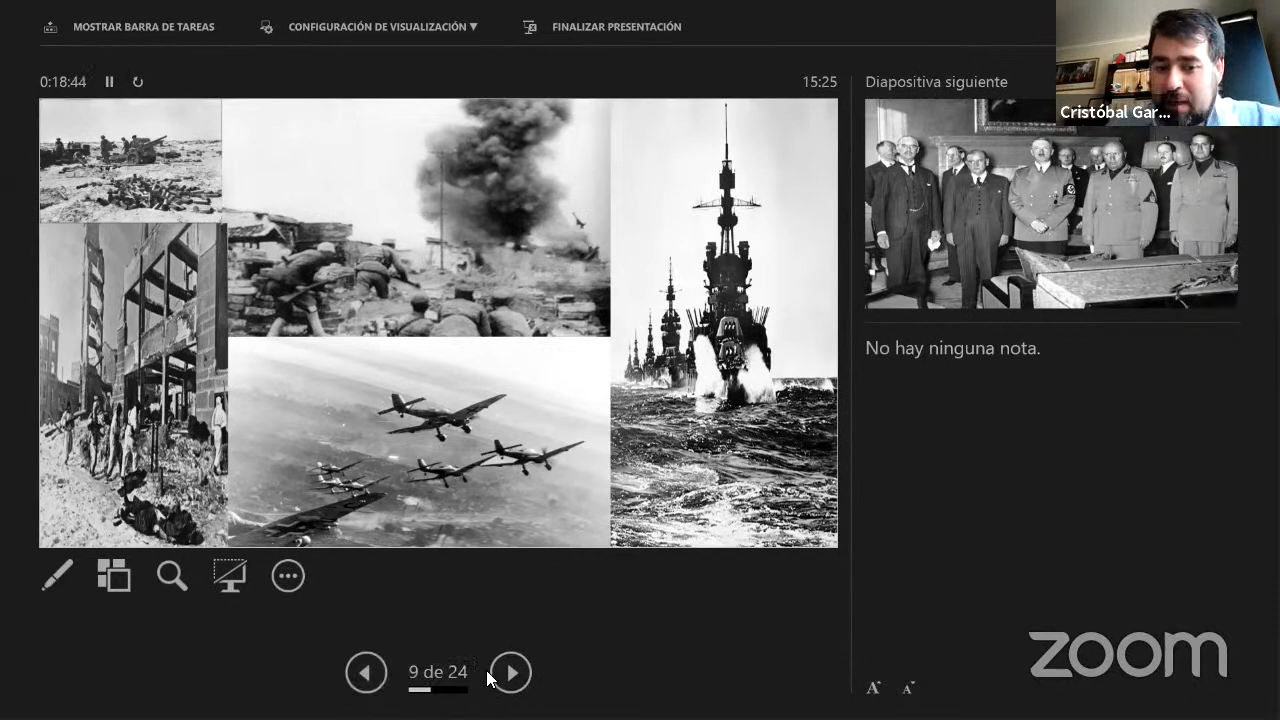 MOSTRAR BARRA DE TAREAS
CONFIGURACIÓN DE VISUALIZACIÓN ▼
FINALIZAR PRESENTACIÓN
0:18:44
15:25
Diapositiva siguiente
Cristóbal Gar...
No hay ninguna nota.
9 de 24
A A
zoom